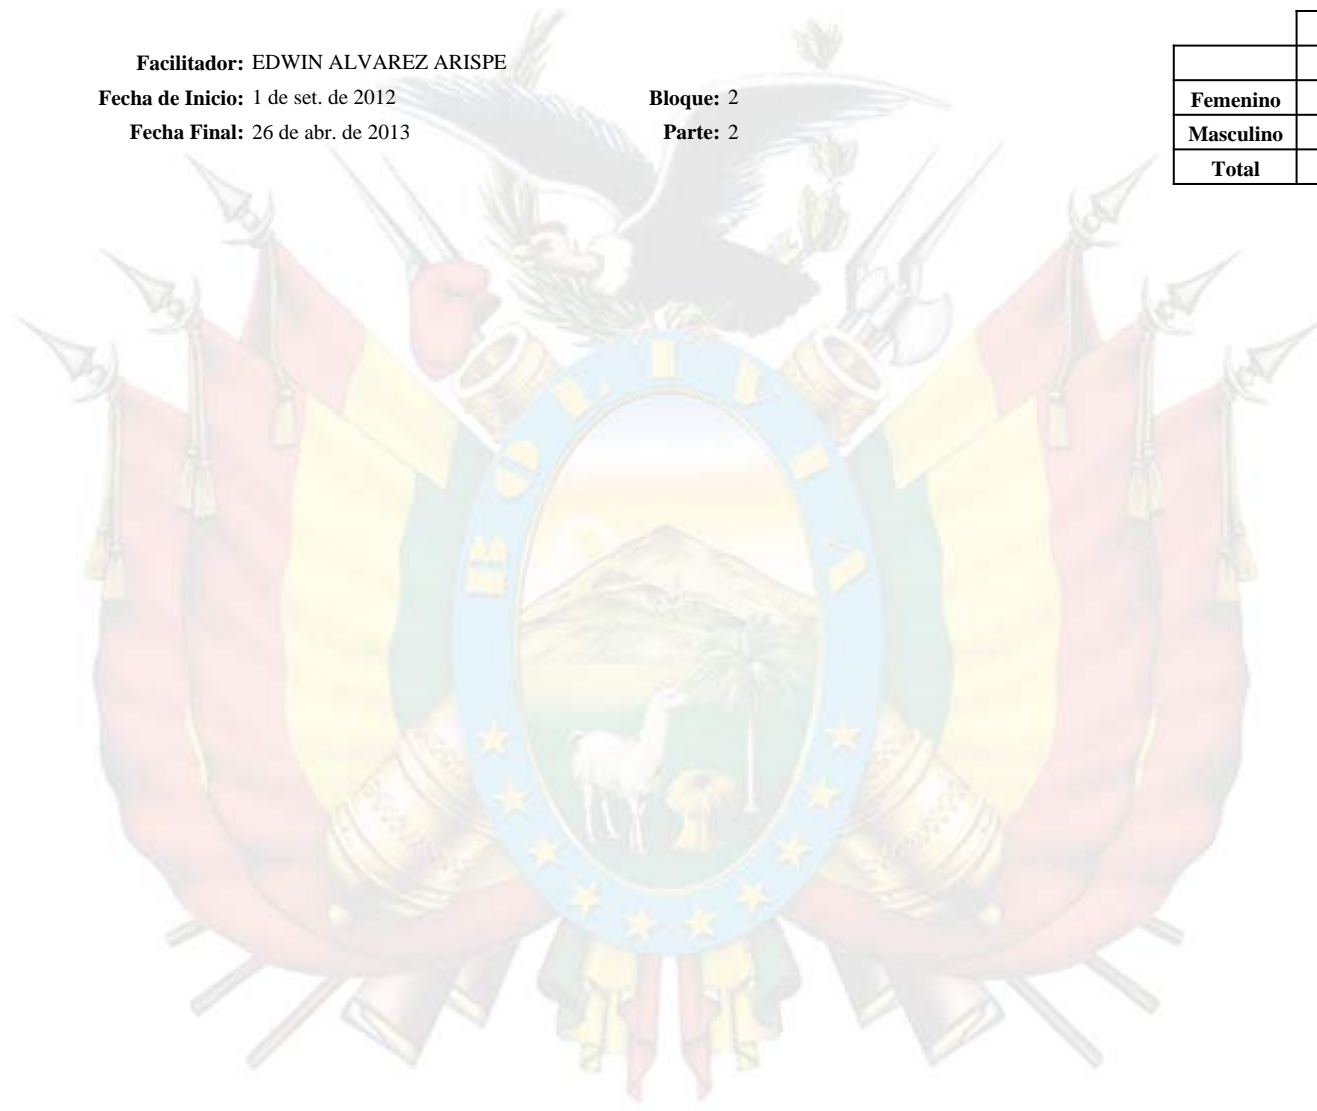 Facilitador: EDWIN ALVAREZ ARISPE
Fecha de Inicio: 1 de set. de 2012 Bloque: 2
Fecha Final: 26 de abr. de 2013 Parte: 2
Femenino
Masculino
Total
BOLIVIA